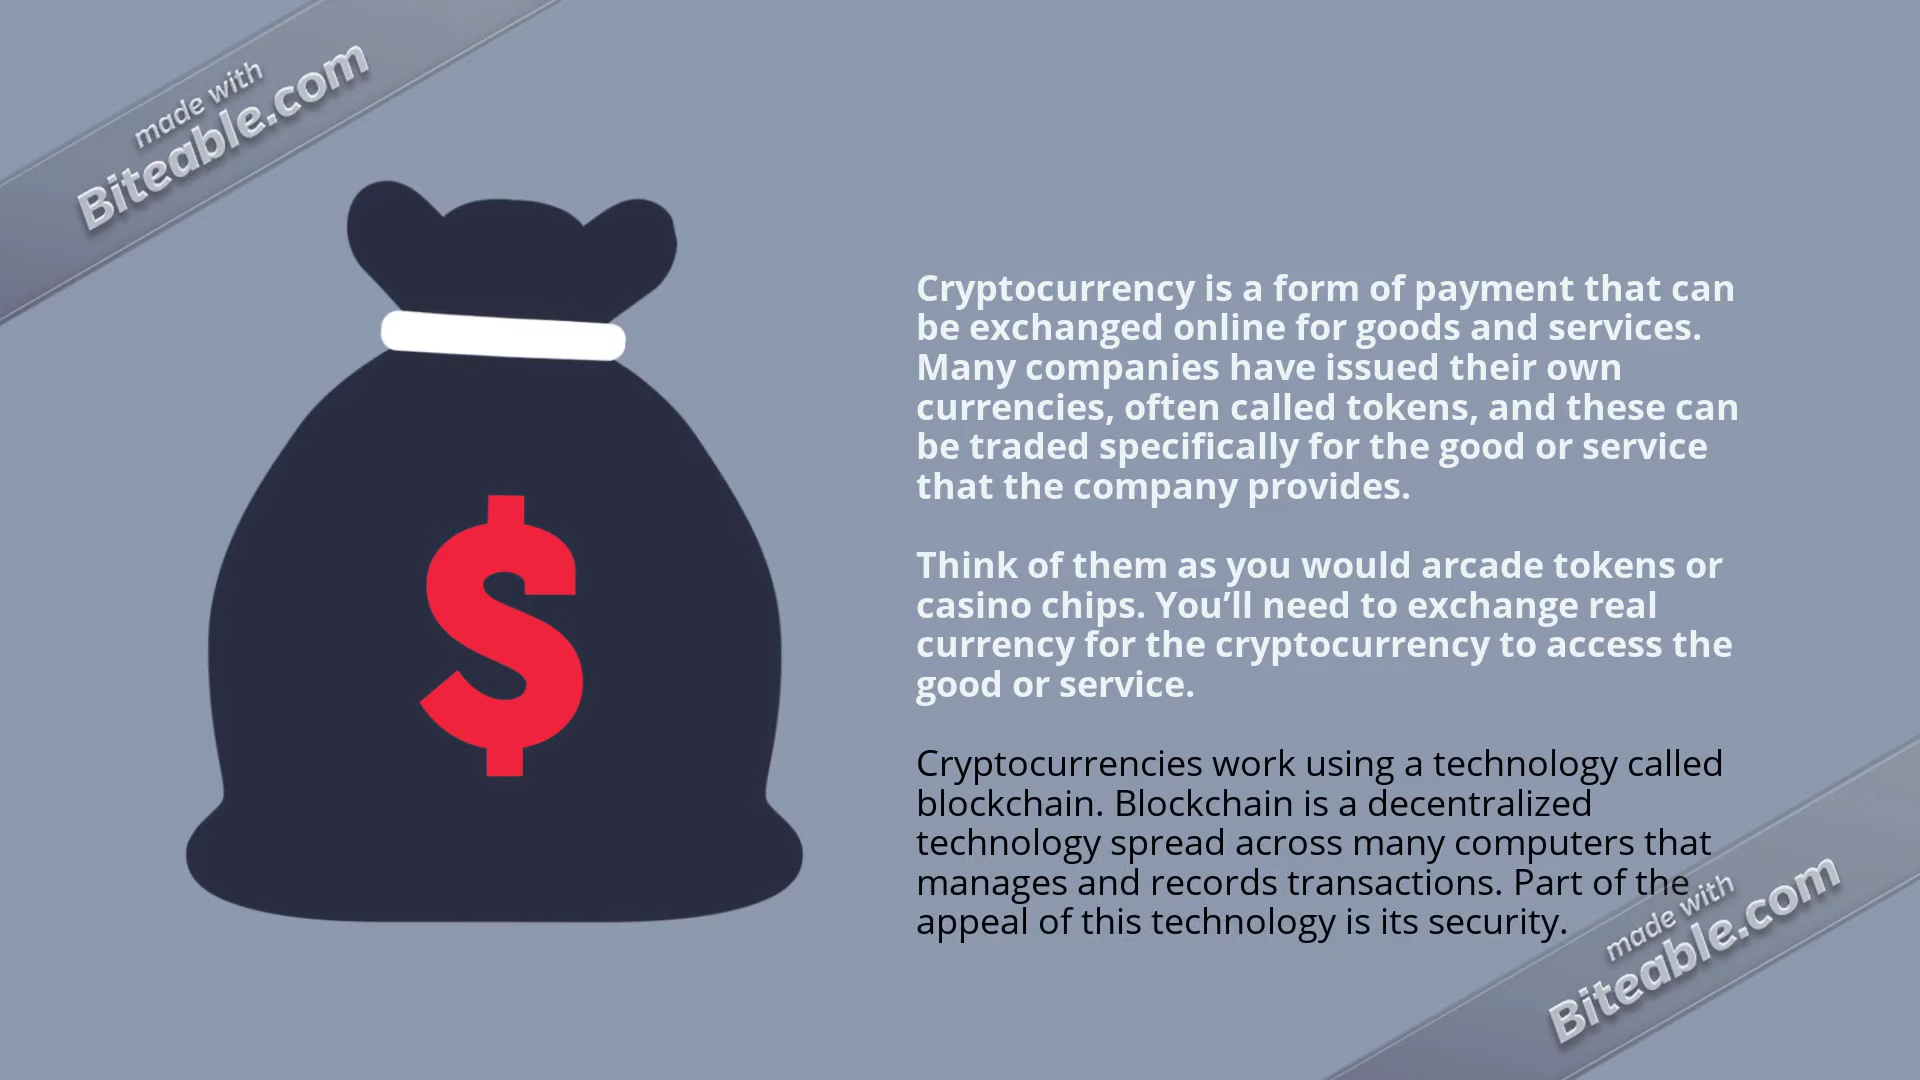 made with
Biteable.com
$
Cryptocurrency is a form of payment that can
be exchanged online for goods and services.
Many companies have issued their own
currencies, often called tokens, and these can
be traded specifically for the good or service
that the company provides.
Think of them as you would arcade tokens or
casino chips. You’ll need to exchange real
currency for the cryptocurrency to access the
good or service.
Cryptocurrencies work using a technology called
blockchain. Blockchain is a decentralized
technology spread across many computers that
manages and records transactions. Part of the
appeal of this technology is its security.
made with
Biteable.com